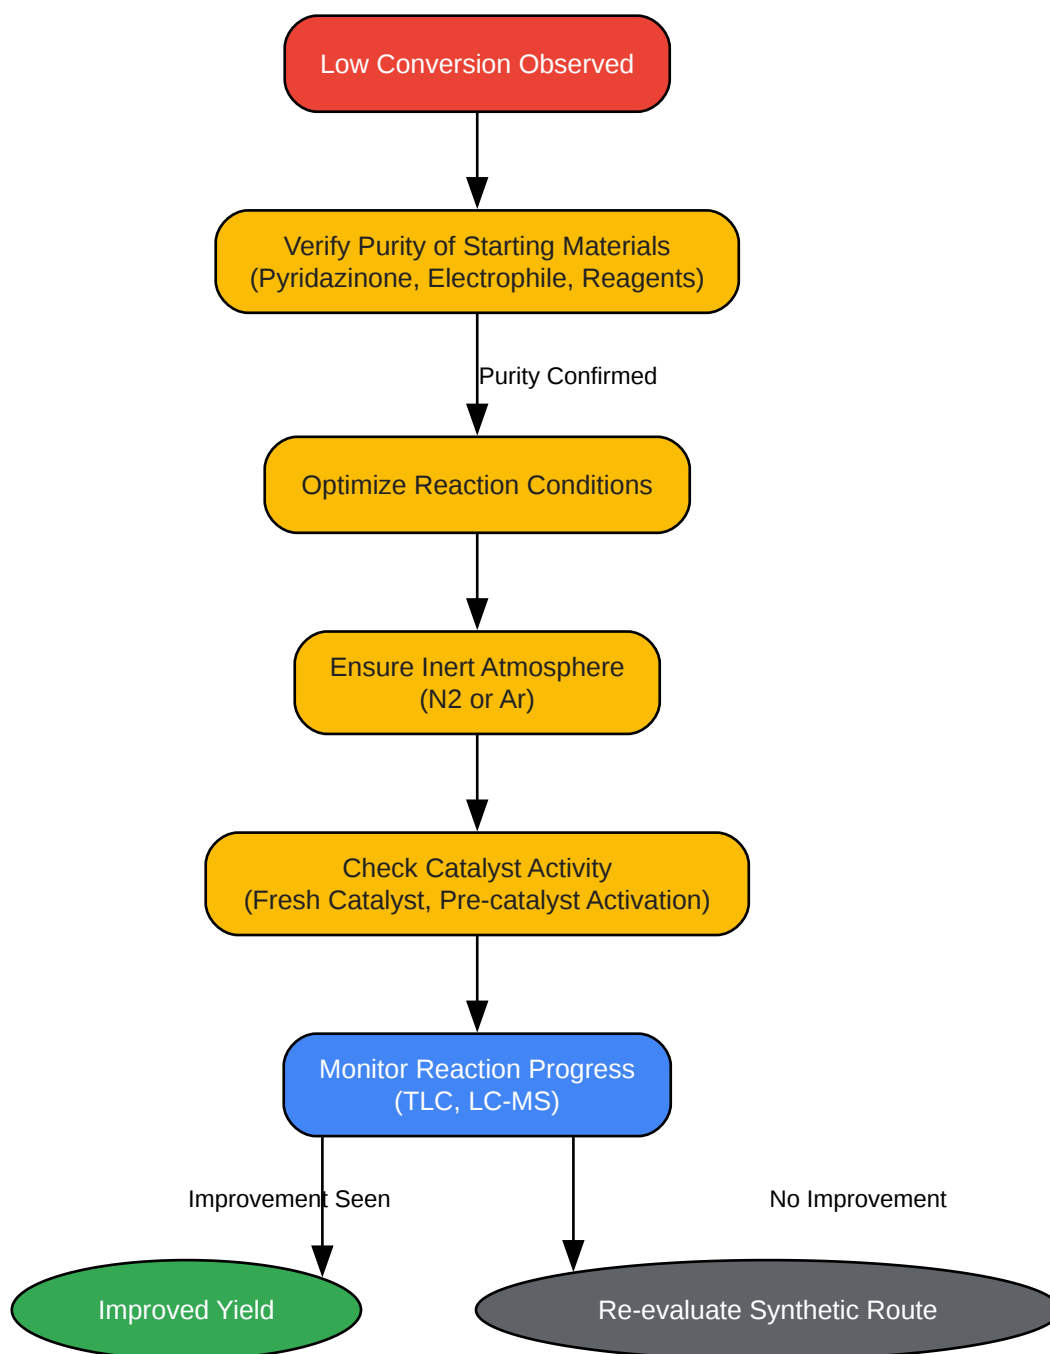 Low Conversion Observed
Verify Purity of Starting Materials
(Pyridazinone, Electrophile, Reagents)
Purity Confirmed
Optimize Reaction Conditions
Ensure Inert Atmosphere
(N2 or Ar)
Check Catalyst Activity
(Fresh Catalyst, Pre-catalyst Activation)
Monitor Reaction Progress
(TLC, LC-MS)
Improvement Seen
No Improvement
Improved Yield
Re-evaluate Synthetic Route